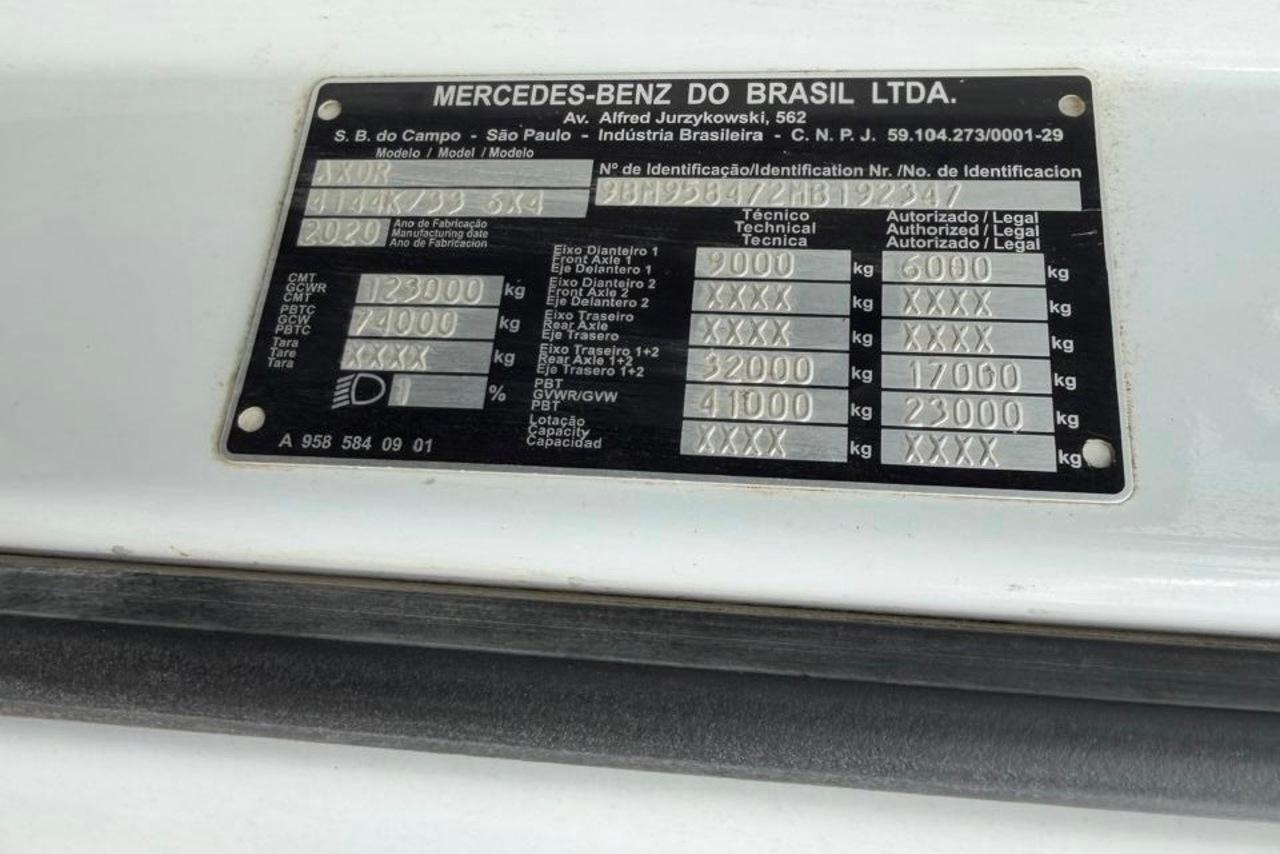 MERCEDES-BENZ DO BRASIL LTDA.
Av. Alfred Jurzykowski, 562
S. B. do Campo - São Paulo - Indústria Brasileira - C. N. P. J. 59.104.273/0001-29
Modelo / Model / Modelo
AXOR
4144K/33 6X4
Nº de Identificação/Identification Nr. /No. de Identificacion
9BM958472MB192347
2020
Ano de Fabricação
Manufacturing date
Ano de Fabricacion
Técnico
Technical
Tecnica
Autorizado / Legal
Authorized / Legal
Autorizado / Legal
CMT
GCWR
CMT
123000 kg
PBTC
GCW
PBTC
74000 kg
Tara
Tare
Tara
XXXX kg
1 %
A 958 584 09 01
Eixo Dianteiro 1
Front Axle 1
Eje Delantero 1
9000 kg 6000 kg
Eixo Dianteiro 2
Front Axle 2
Eje Delantero 2
XXXX kg XXXX kg
Eixo Traseiro
Rear Axle
Eje Trasero
XXXX kg XXXX kg
Eixo Traseiro 1+2
Rear Axle 1+2
Eje Trasero 1+2
32000 kg 17000 kg
PBT
GVWR/GVW
PBT
41000 kg 23000 kg
Lotação
Capacity
Capacidad
XXXX kg XXXX kg